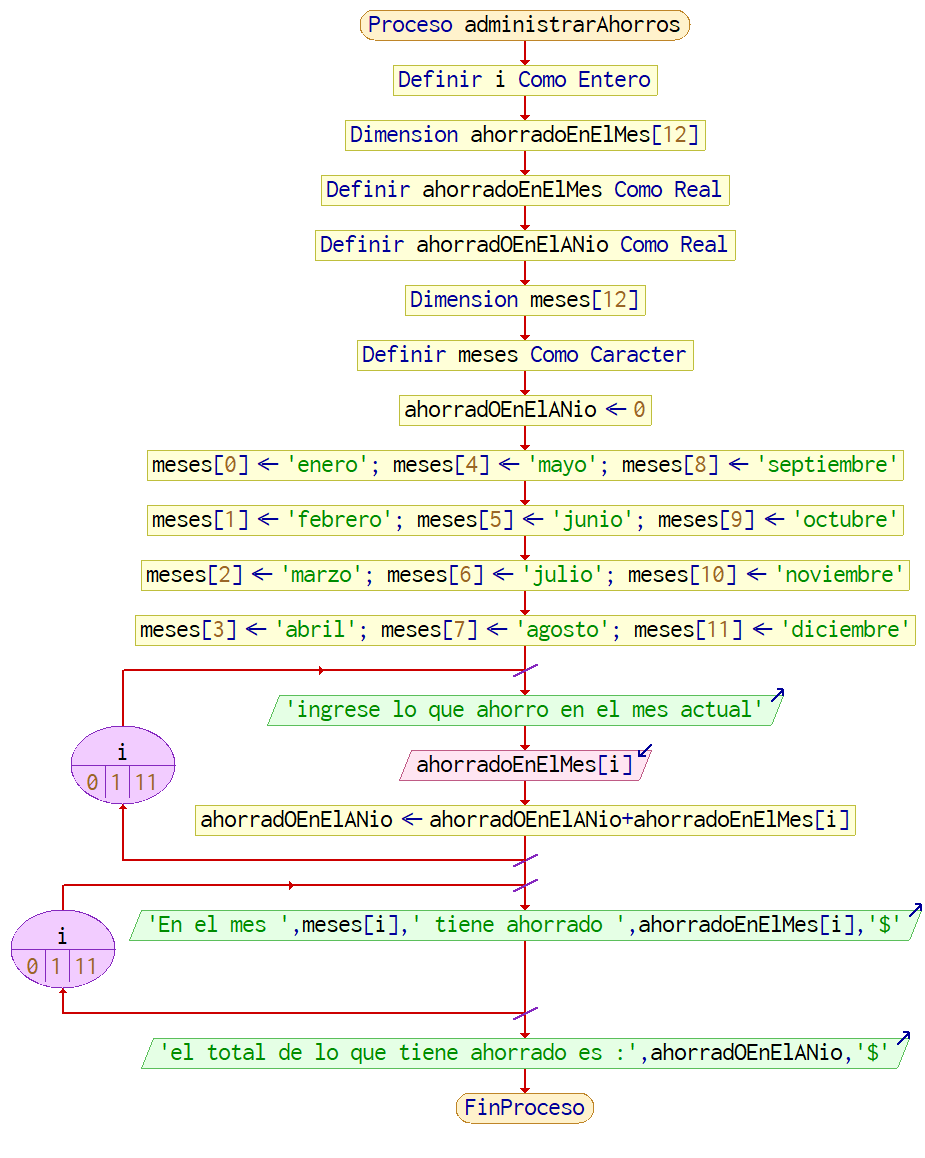 Proceso administrarAhorros
Definir i Como Entero
Dimension ahorradoEnElMes[12]
Definir ahorradoEnElMes Como Real
Definir ahorradOEnElANio Como Real
Dimension meses[12]
Definir meses Como Caracter
ahorradOEnElANio ← 0
meses[0] ← 'enero'; meses[4] ← 'mayo'; meses[8] ← 'septiembre'
meses[1] ← 'febrero'; meses[5] ← 'junio'; meses[9] ← 'octubre'
meses[2] ← 'marzo'; meses[6] ← 'julio'; meses[10] ← 'noviembre'
meses[3] ← 'abril'; meses[7] ← 'agosto'; meses[11] ← 'diciembre'
'ingrese lo que ahorro en el mes actual'
i
0 1 11
ahorradoEnElMes[i]
ahorradOEnElANio ← ahorradOEnElANio+ahorradoEnElMes[i]
'En el mes ',meses[i],' tiene ahorrado ',ahorradoEnElMes[i],'$'
i
0 1 11
'el total de lo que tiene ahorrado es :',ahorradOEnElANio,'$'
FinProceso